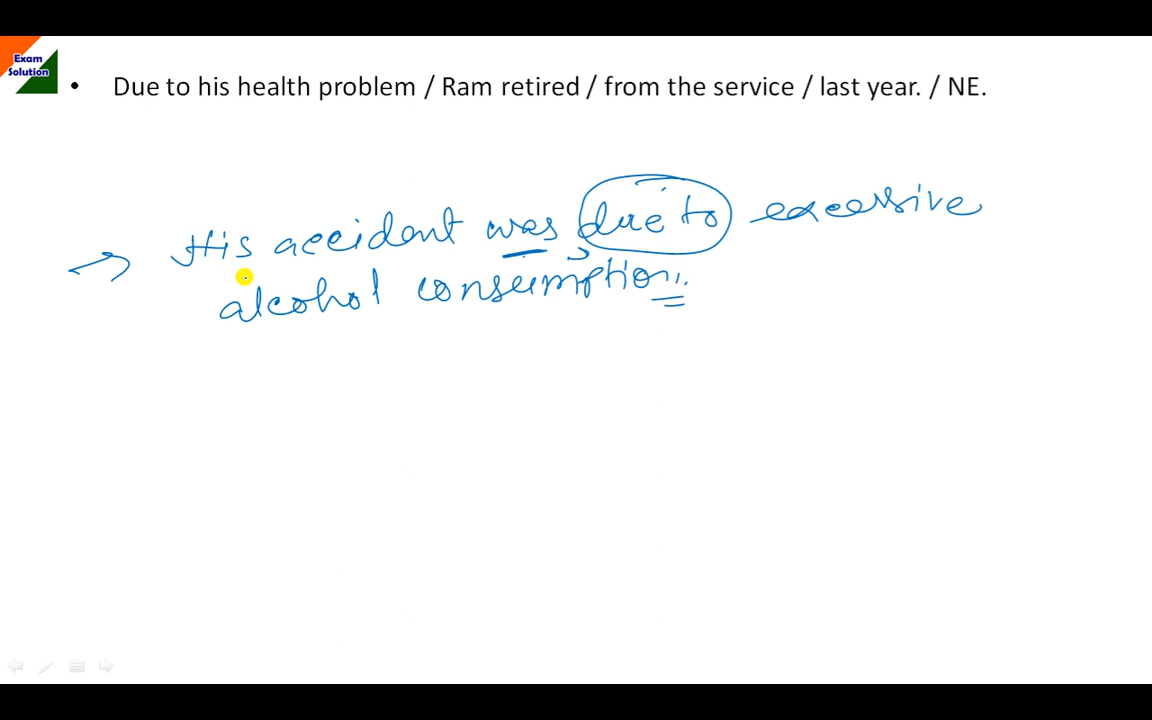 Exam
Solution
• Due to his health problem / Ram retired / from the service / last year. / NE.
→ His accident was due to excessive
alcohol consumption.